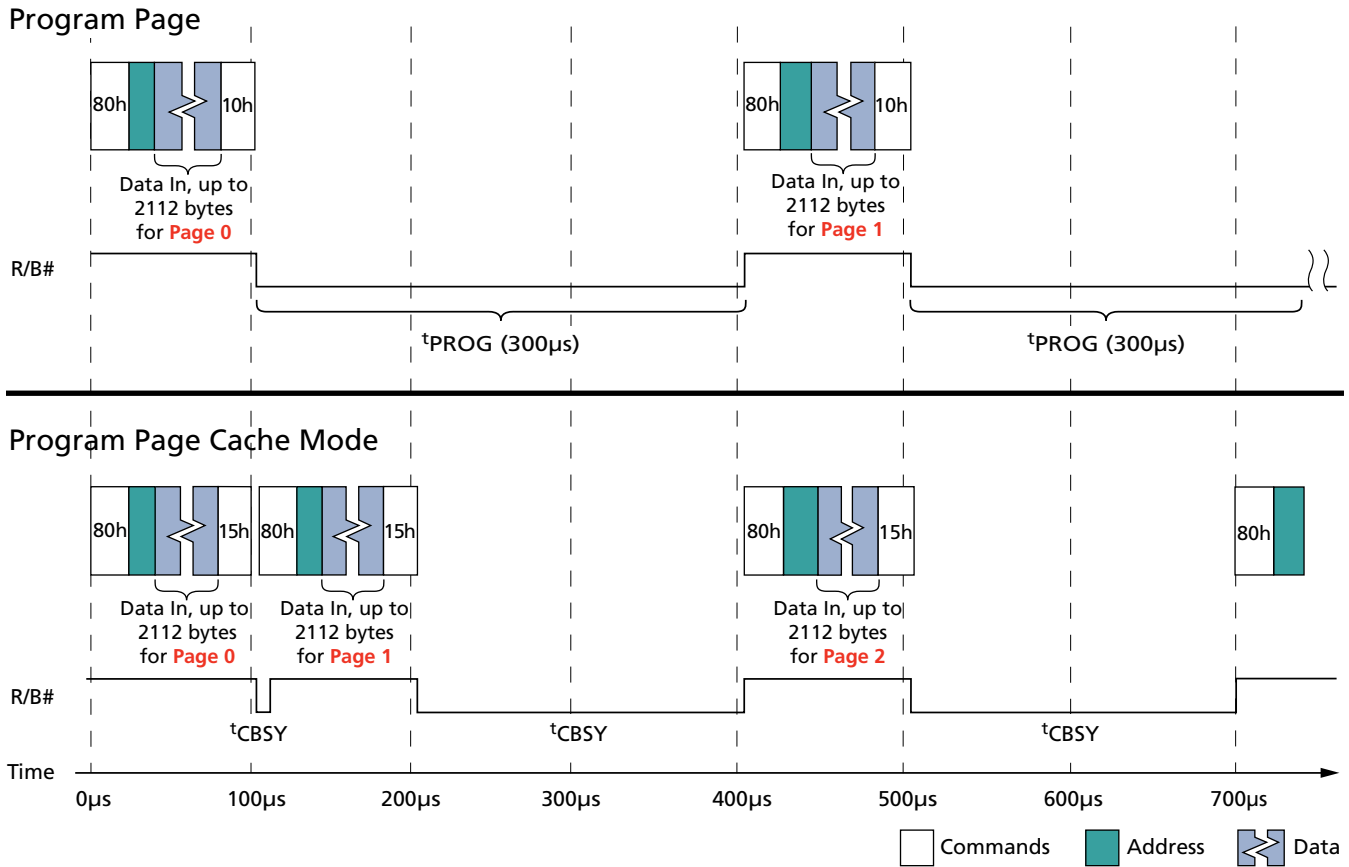 Program Page
80h
10h
80h
10h
Data In, up to
2112 bytes
for Page 0
Data In, up to
2112 bytes
for Page 1
R/B#
tPROG (300µs)
tPROG (300µs)
Program Page Cache Mode
80h
15h
80h
15h
80h
15h
80h
Data In, up to
2112 bytes
for Page 0
Data In, up to
2112 bytes
for Page 1
Data In, up to
2112 bytes
for Page 2
R/B#
tCBSY
tCBSY
tCBSY
Time
0µs
100µs
200µs
300µs
400µs
500µs
600µs
700µs
Commands
Address
Data